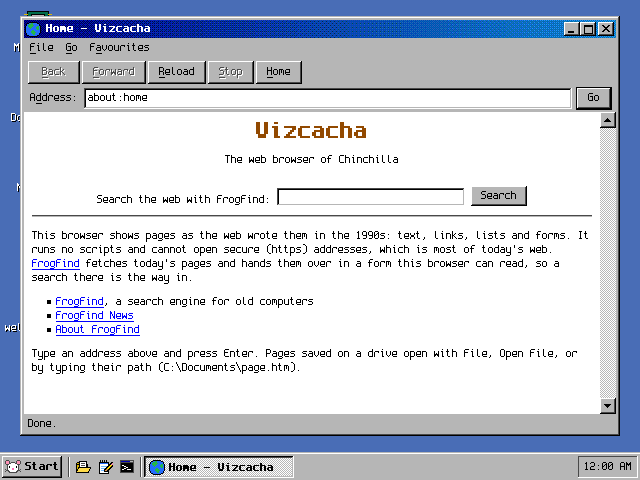 Home - Vizcacha
File Go Favourites
Back Forward Reload Stop Home
Address: about:home Go
Vizcacha
The web browser of Chinchilla
Search the web with FrogFind: Search
This browser shows pages as the web wrote them in the 1990s: text, links, lists and forms. It
runs no scripts and cannot open secure (https) addresses, which is most of today's web.
FrogFind fetches today's pages and hands them over in a form this browser can read, so a
search there is the way in.
FrogFind, a search engine for old computers
FrogFind News
About FrogFind
Type an address above and press Enter. Pages saved on a drive open with File, Open File, or
by typing their path (C:\Documents\page.htm).
Done.
Start Home - Vizcacha 12:00 AM